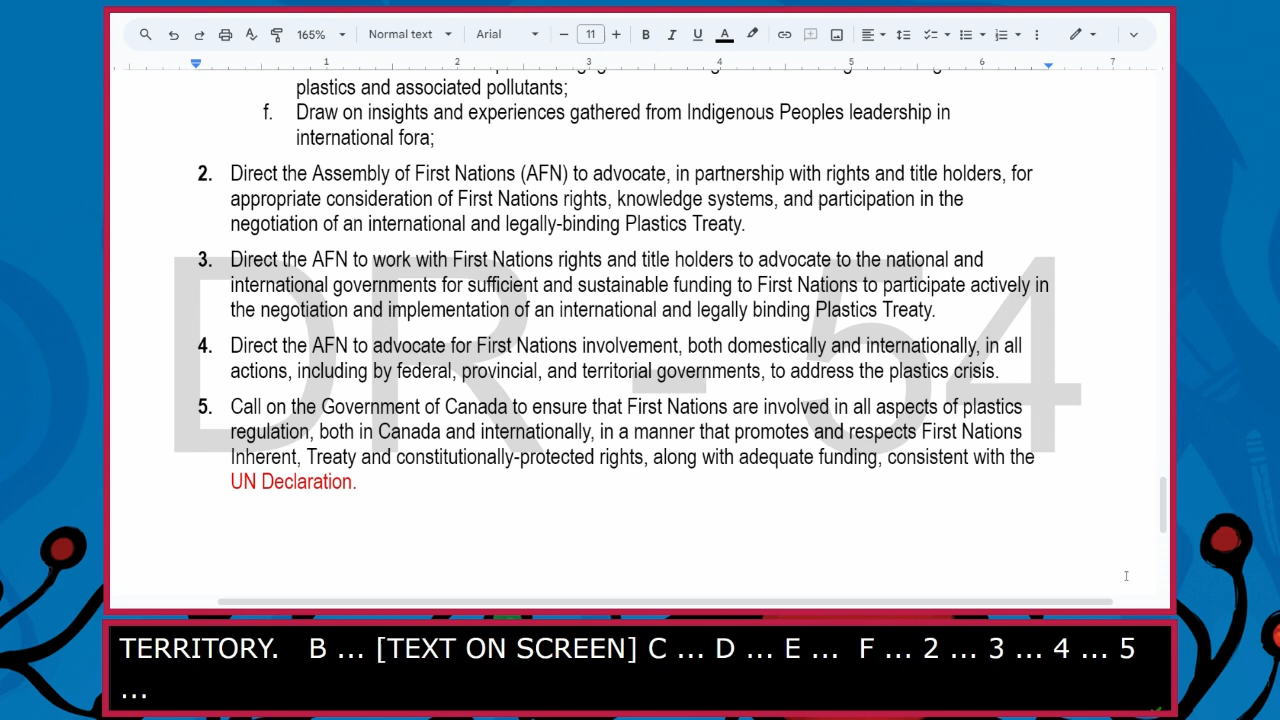 165%
Normal text
Arial
11
B
I
U
A
1
2
3
4
5
6
7
plastics and associated pollutants;
f. Draw on insights and experiences gathered from Indigenous Peoples leadership in
international fora;
2. Direct the Assembly of First Nations (AFN) to advocate, in partnership with rights and title holders, for
appropriate consideration of First Nations rights, knowledge systems, and participation in the
negotiation of an international and legally-binding Plastics Treaty.
3. Direct the AFN to work with First Nations rights and title holders to advocate to the national and
international governments for sufficient and sustainable funding to First Nations to participate actively in
the negotiation and implementation of an international and legally binding Plastics Treaty.
4. Direct the AFN to advocate for First Nations involvement, both domestically and internationally, in all
actions, including by federal, provincial, and territorial governments, to address the plastics crisis.
5. Call on the Government of Canada to ensure that First Nations are involved in all aspects of plastics
regulation, both in Canada and internationally, in a manner that promotes and respects First Nations
Inherent, Treaty and constitutionally-protected rights, along with adequate funding, consistent with the
UN Declaration.
DR - 54
TERRITORY. B ... [TEXT ON SCREEN] C ... D ... E ... F ... 2 ... 3 ... 4 ... 5
...